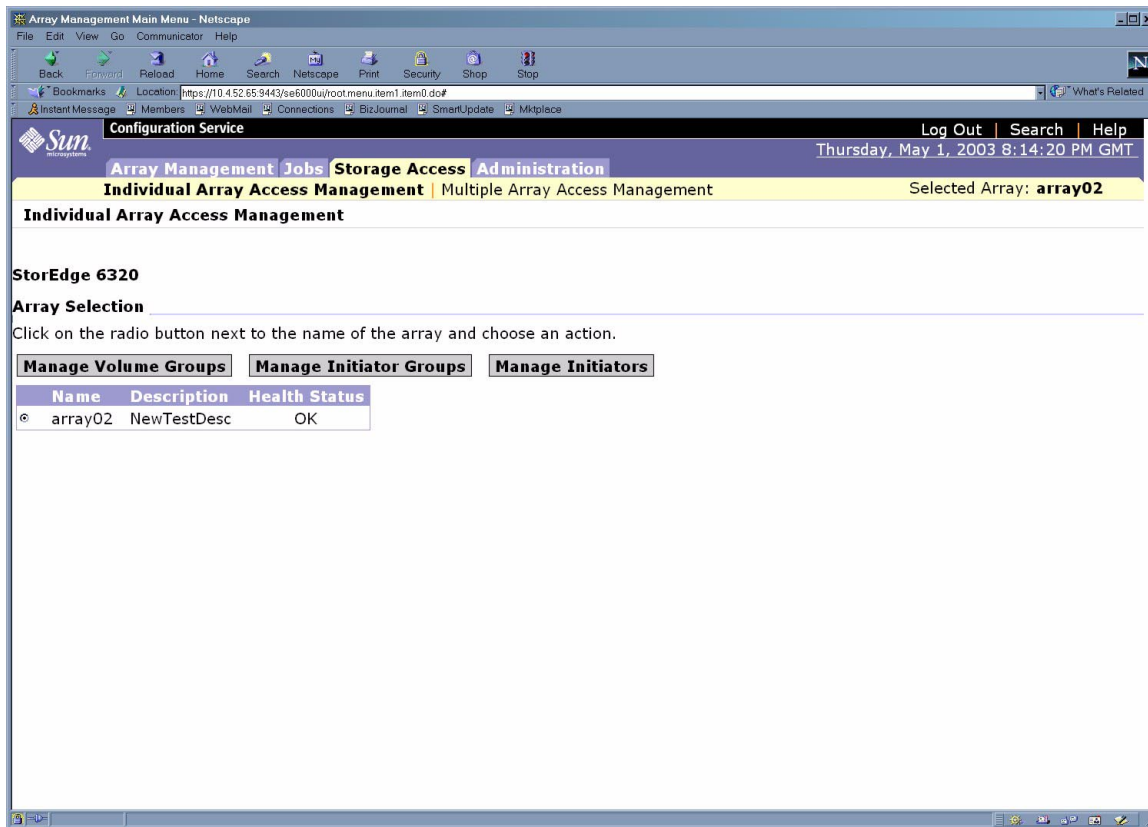 Array Management Main Menu - Netscape
File Edit View Go Communicator Help
Back Forward Reload Home Search Netscape Print Security Shop Stop
N
Bookmarks Location: https://10.4.52.65:9443/se6000ui/root.menu.item1.item0.do# What's Related
Instant Message Members WebMail Connections BizJournal SmartUpdate Mktplace
Sun microsystems
Configuration Service
Log Out | Search | Help
Thursday, May 1, 2003 8:14:20 PM GMT
Array Management Jobs Storage Access Administration
Individual Array Access Management | Multiple Array Access Management Selected Array: array02
Individual Array Access Management
StorEdge 6320
Array Selection
Click on the radio button next to the name of the array and choose an action.
Manage Volume Groups Manage Initiator Groups Manage Initiators
Name Description Health Status
array02 NewTestDesc OK